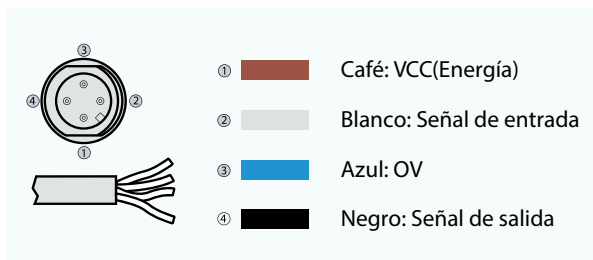 ③
④ ②
①
① Café: VCC(Energía)
② Blanco: Señal de entrada
③ Azul: OV
④ Negro: Señal de salida